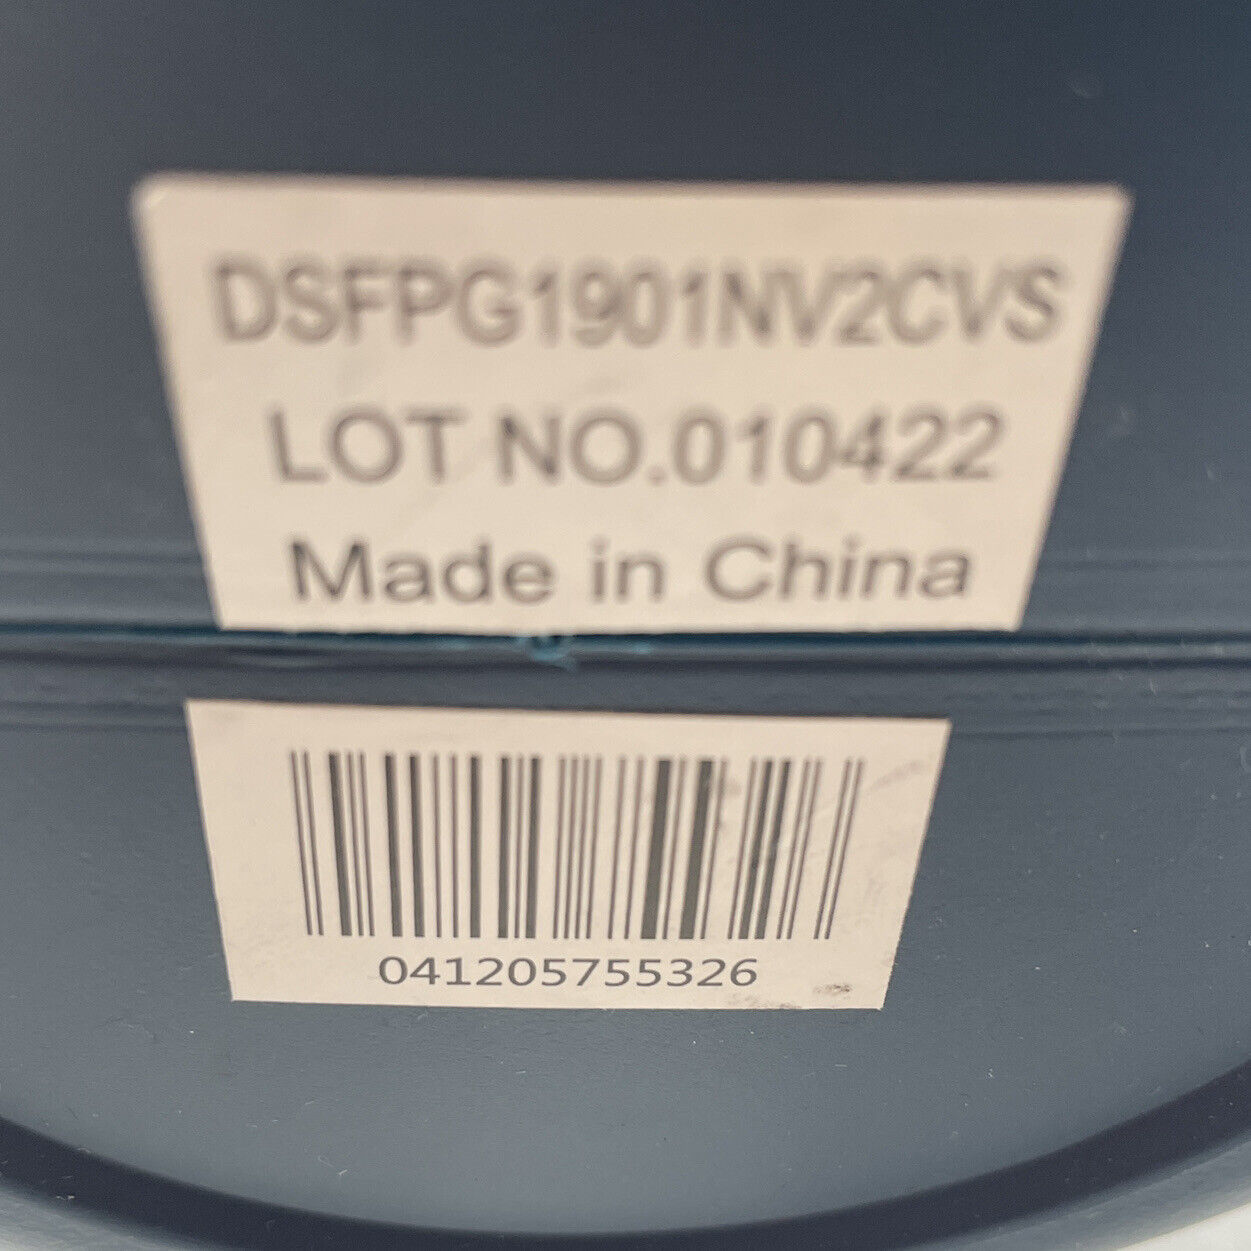 DSFPG1901NV2CVS
LOT NO.010422
Made in China
041205755326